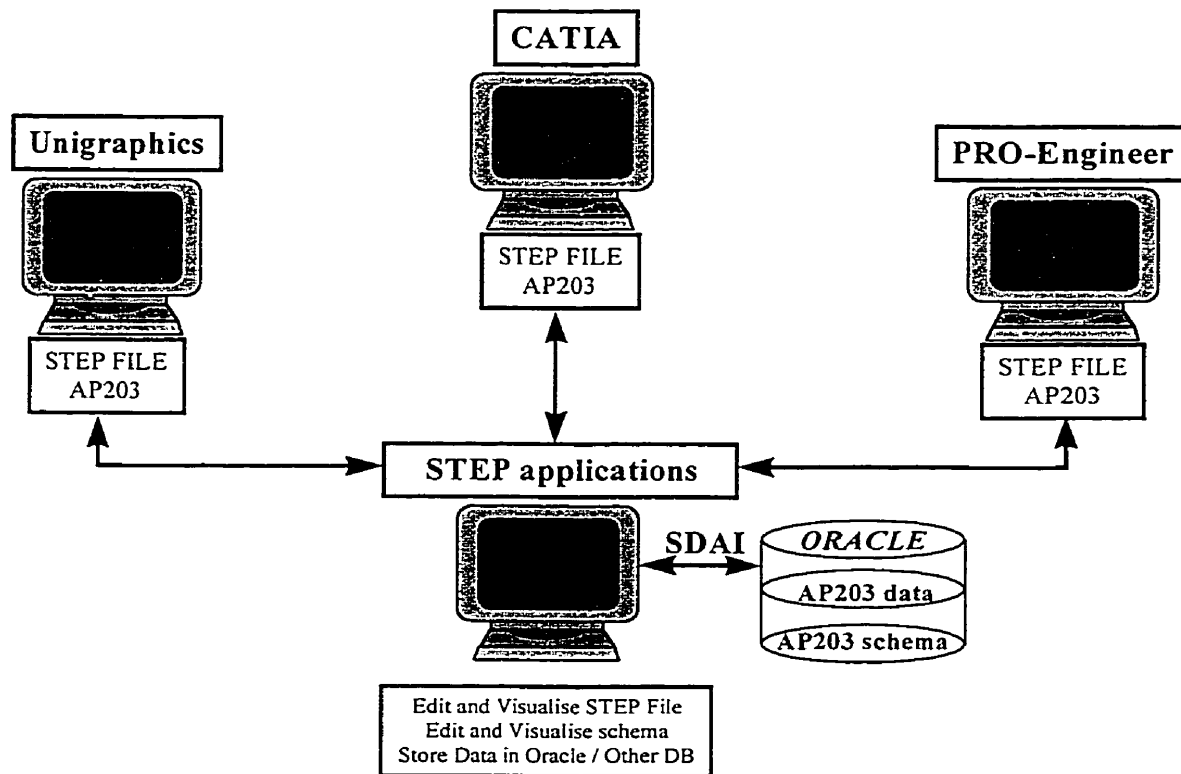 CATIA
Unigraphics
PRO-Engineer
STEP FILE
AP203
STEP FILE
AP203
STEP FILE
AP203
STEP applications
SDAI
ORACLE
AP203 data
AP203 schema
Edit and Visualise STEP File
Edit and Visualise schema
Store Data in Oracle / Other DB